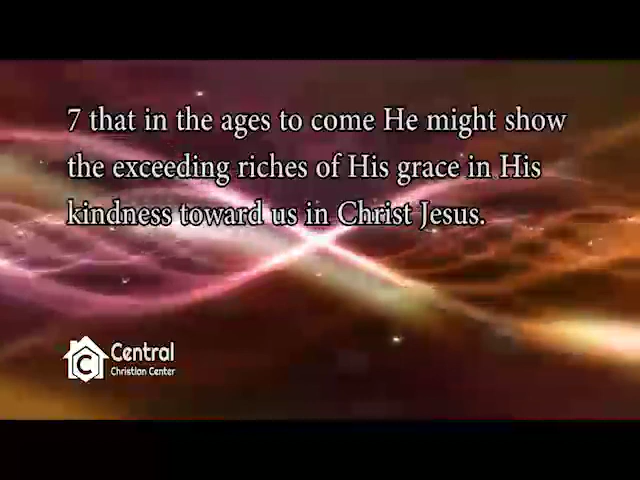 7 that in the ages to come He might show
the exceeding riches of His grace in His
kindness toward us in Christ Jesus.
C
Central
Christian Center